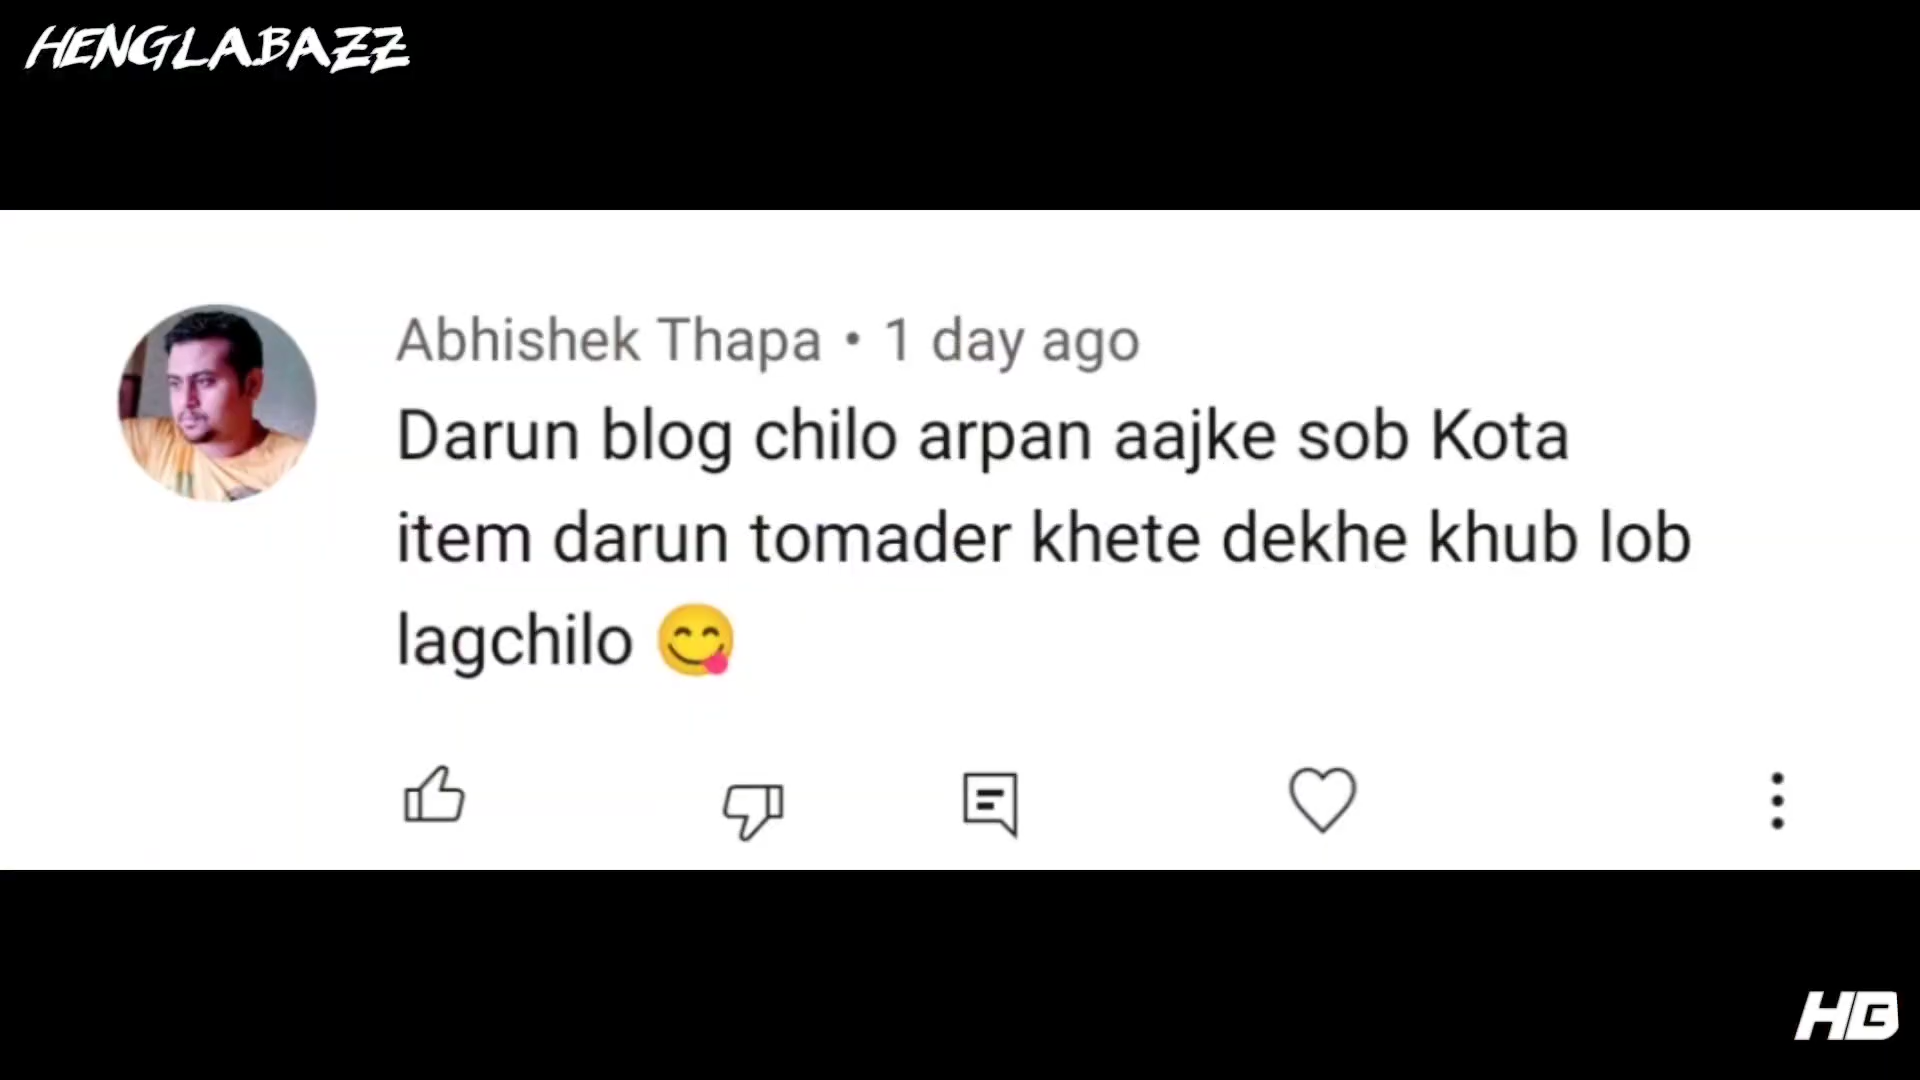 HENGLABAZZ
Abhishek Thapa • 1 day ago
Darun blog chilo arpan aajke sob Kota
item darun tomader khete dekhe khub lob
lagchilo 😋
HB